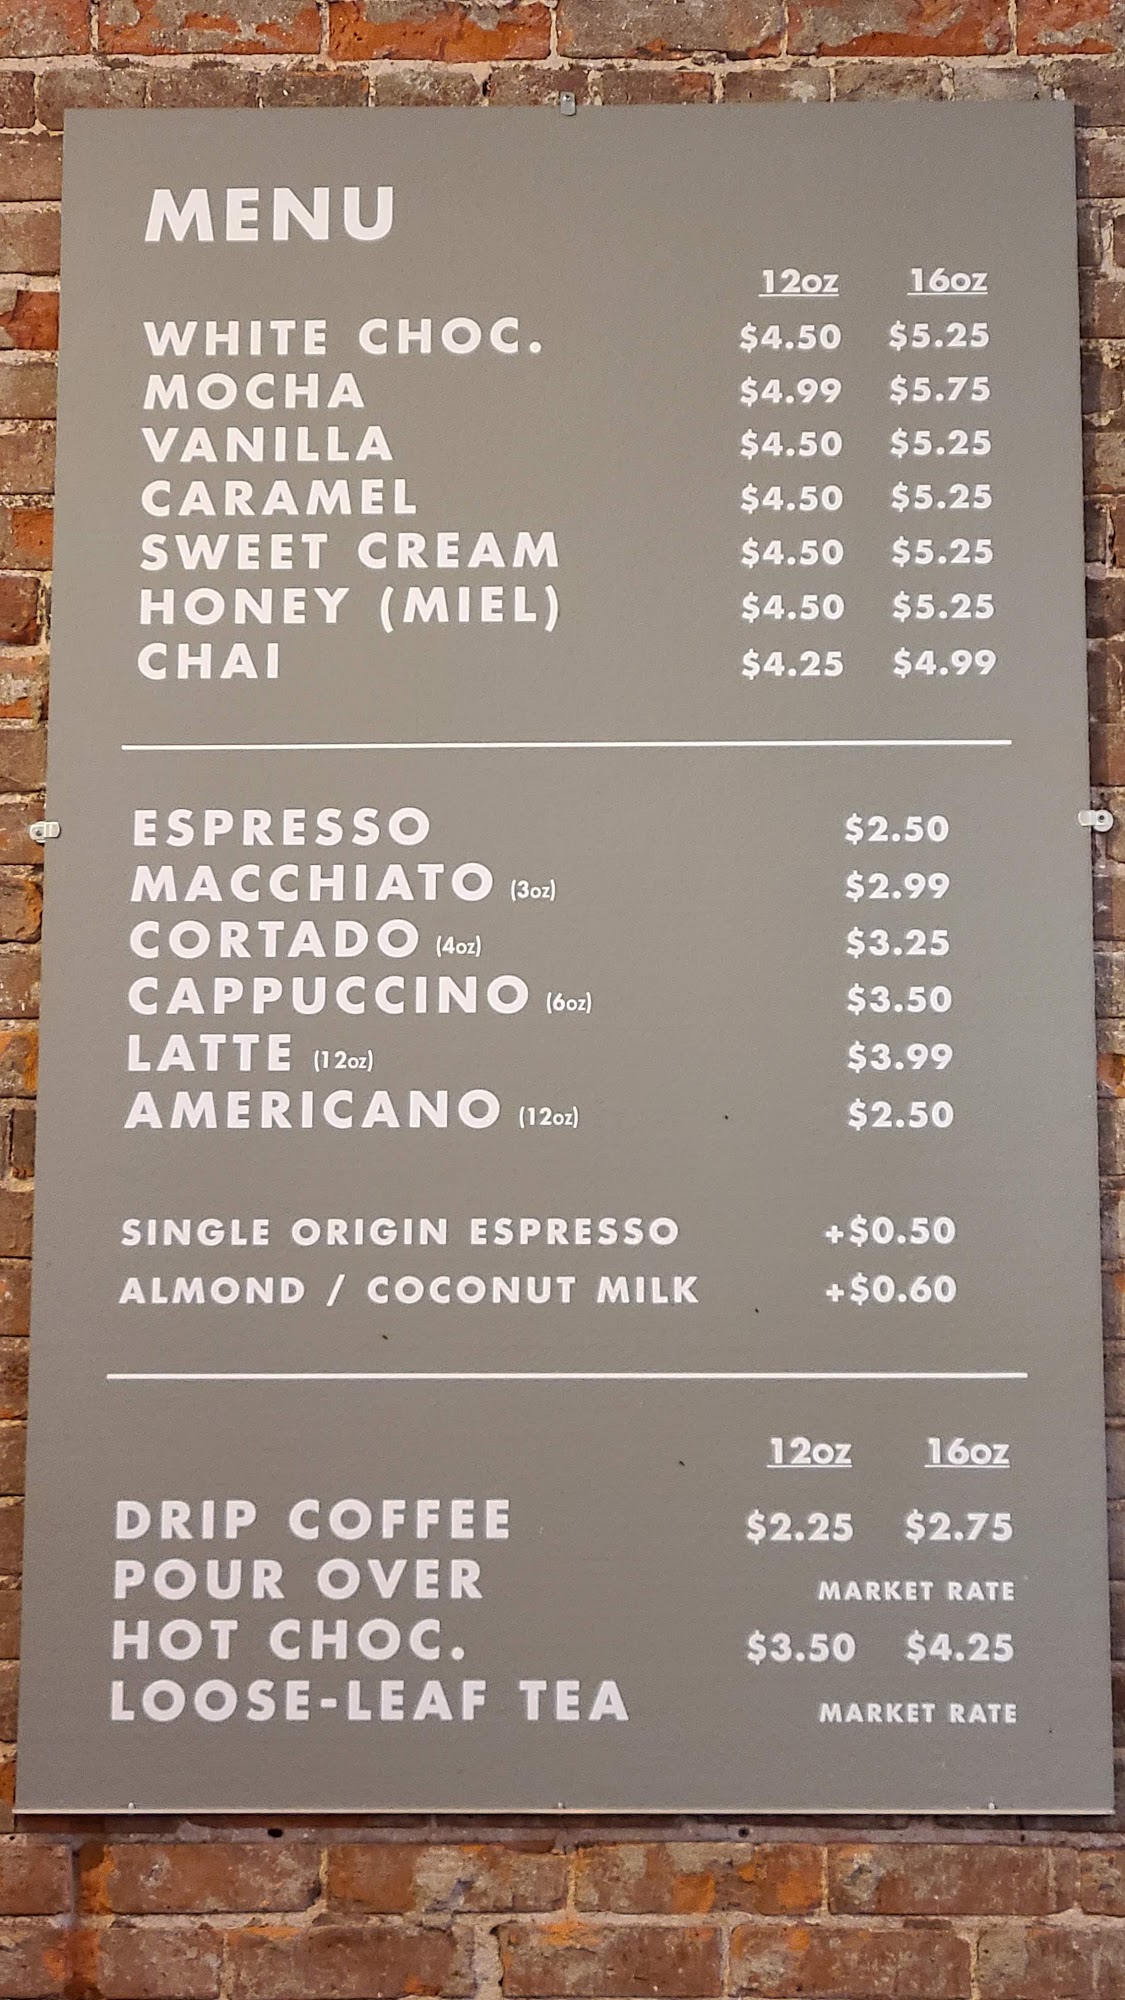 MENU
12oz 16oz
WHITE CHOC. $4.50 $5.25
MOCHA $4.99 $5.75
VANILLA $4.50 $5.25
CARAMEL $4.50 $5.25
SWEET CREAM $4.50 $5.25
HONEY (MIEL) $4.50 $5.25
CHAI $4.25 $4.99
ESPRESSO $2.50
MACCHIATO (3oz) $2.99
CORTADO (4oz) $3.25
CAPPUCCINO (6oz) $3.50
LATTE (12oz) $3.99
AMERICANO (12oz) $2.50
SINGLE ORIGIN ESPRESSO +$0.50
ALMOND / COCONUT MILK +$0.60
12oz 16oz
DRIP COFFEE $2.25 $2.75
POUR OVER MARKET RATE
HOT CHOC. $3.50 $4.25
LOOSE-LEAF TEA MARKET RATE